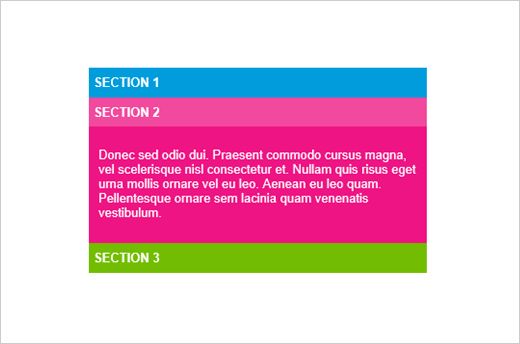 SECTION 1
SECTION 2
Donec sed odio dui. Praesent commodo cursus magna,
vel scelerisque nisl consectetur et. Nullam quis risus eget
urna mollis ornare vel eu leo. Aenean eu leo quam.
Pellentesque ornare sem lacinia quam venenatis
vestibulum.
SECTION 3